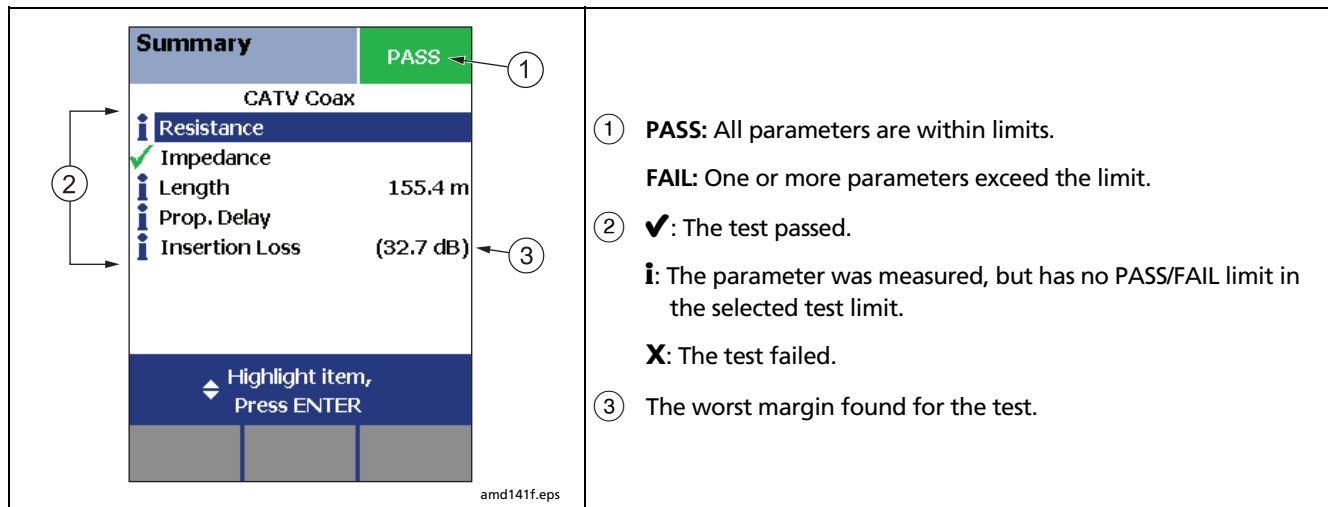 Summary
PASS
1
CATV Coax
i Resistance
✓ Impedance
2
i Length 155.4 m
i Prop. Delay
i Insertion Loss (32.7 dB)
3
Highlight item,
Press ENTER
amd141f.eps
1 PASS: All parameters are within limits.
FAIL: One or more parameters exceed the limit.
2 ✔: The test passed.
i: The parameter was measured, but has no PASS/FAIL limit in
the selected test limit.
X: The test failed.
3 The worst margin found for the test.